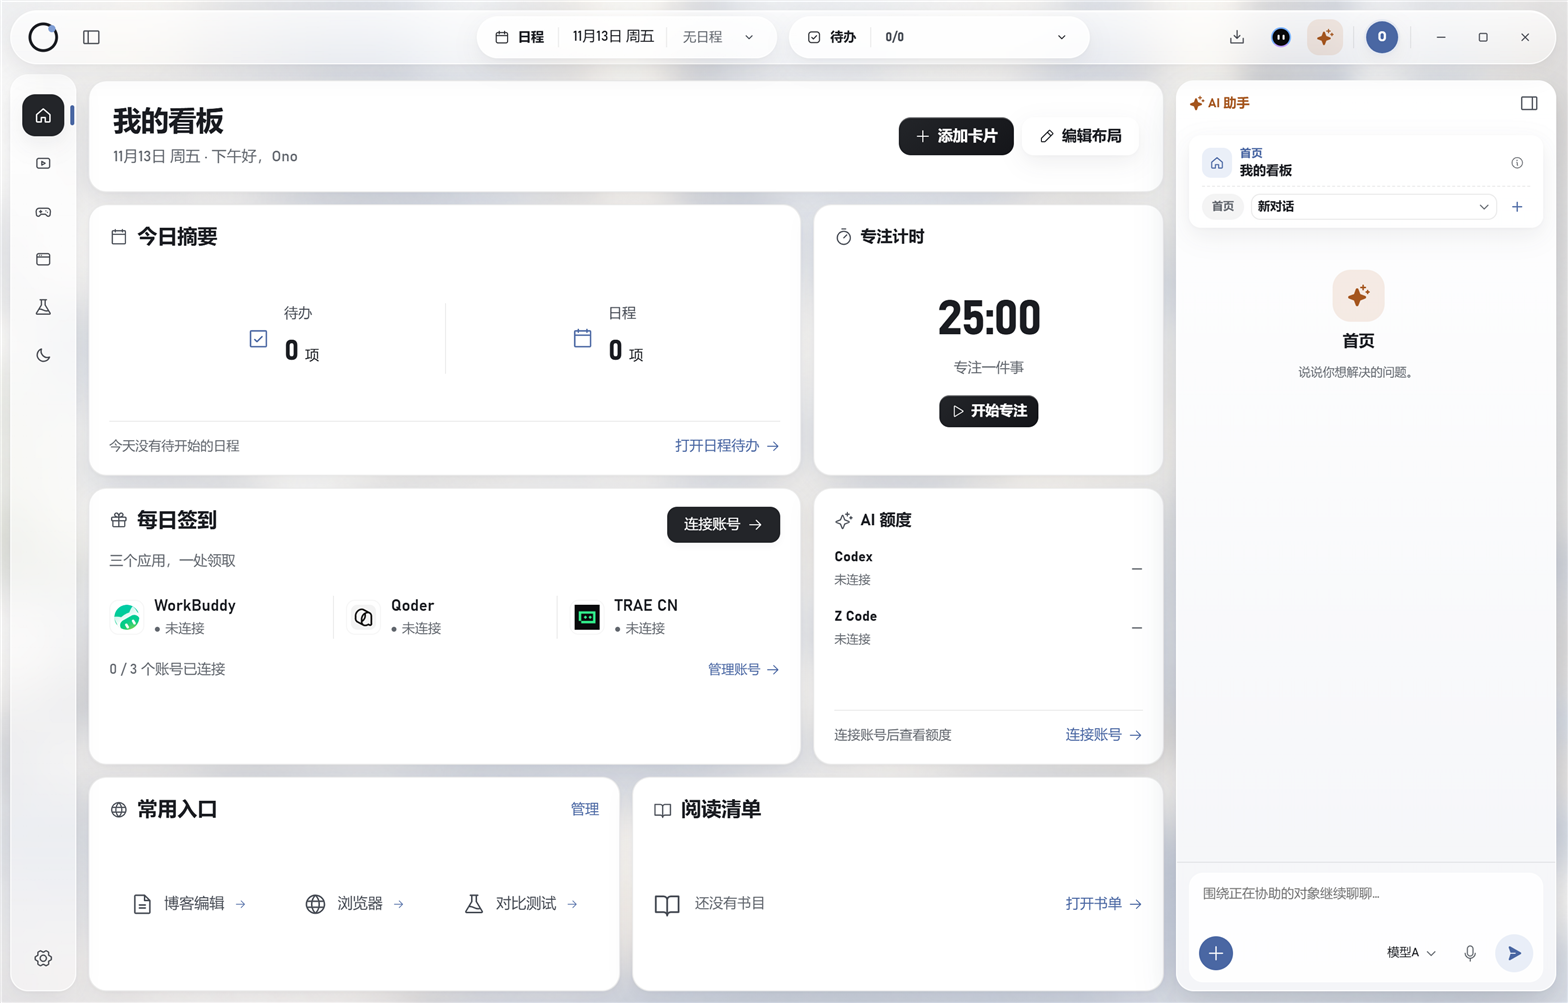 日程 11月13日 周五 无日程
待办 0/0
O
我的看板
11月13日 周五 · 下午好，Ono
添加卡片
编辑布局
今日摘要
待办
0 项
日程
0 项
今天没有待开始的日程
打开日程待办 →
专注计时
25:00
专注一件事
开始专注
每日签到
连接账号 →
三个应用，一处领取
WorkBuddy
• 未连接
Qoder
• 未连接
TRAE CN
• 未连接
0 / 3 个账号已连接
管理账号 →
AI 额度
Codex
未连接
—
Z Code
未连接
—
连接账号后查看额度
连接账号 →
常用入口
管理
博客编辑 →
浏览器 →
对比测试 →
阅读清单
还没有书目
打开书单 →
AI 助手
首页
我的看板
首页
新对话
首页
说说你想解决的问题。
围绕正在协助的对象继续聊聊...
模型A